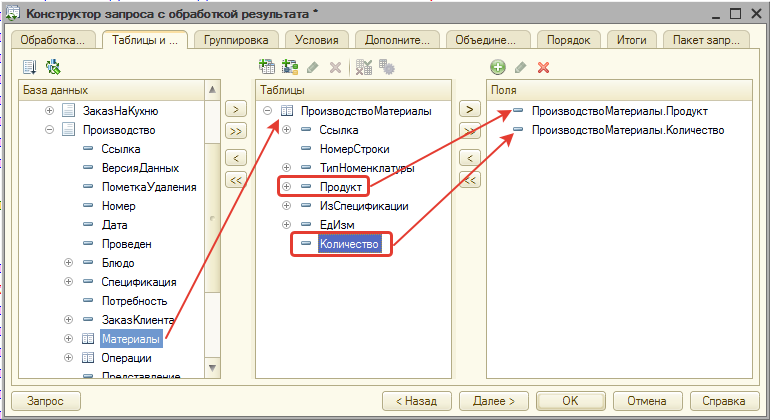 Конструктор запроса с обработкой результата *
Обработка...
Таблицы и ...
Группировка
Условия
Дополните...
Объедине...
Порядок
Итоги
Пакет запр...
База данных
ЗаказНаКухню
Производство
Ссылка
ВерсияДанных
ПометкаУдаления
Номер
Дата
Проведен
Блюдо
Спецификация
Потребность
ЗаказКлиента
Материалы
Операции
Представление
>
>>
<
<<
Таблицы
ПроизводствоМатериалы
Ссылка
НомерСтроки
ТипНоменклатуры
Продукт
ИзСпецификации
ЕдИзм
Количество
>
>>
<
<<
Поля
ПроизводствоМатериалы.Продукт
ПроизводствоМатериалы.Количество
Запрос
< Назад
Далее >
OK
Отмена
Справка